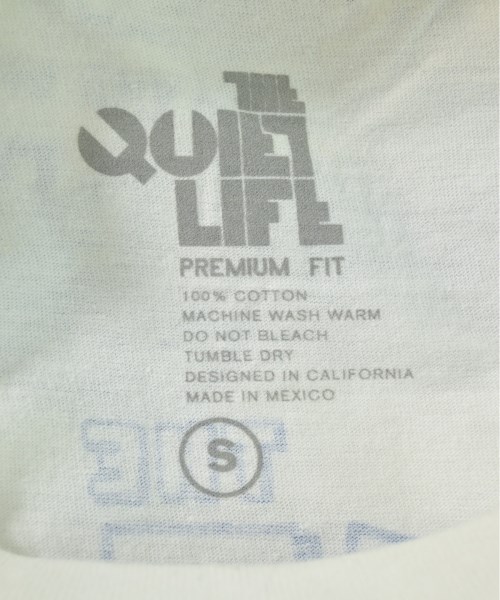 THE
QUIET
LIFE
PREMIUM FIT
100% COTTON
MACHINE WASH WARM
DO NOT BLEACH
TUMBLE DRY
DESIGNED IN CALIFORNIA
MADE IN MEXICO
S
THE